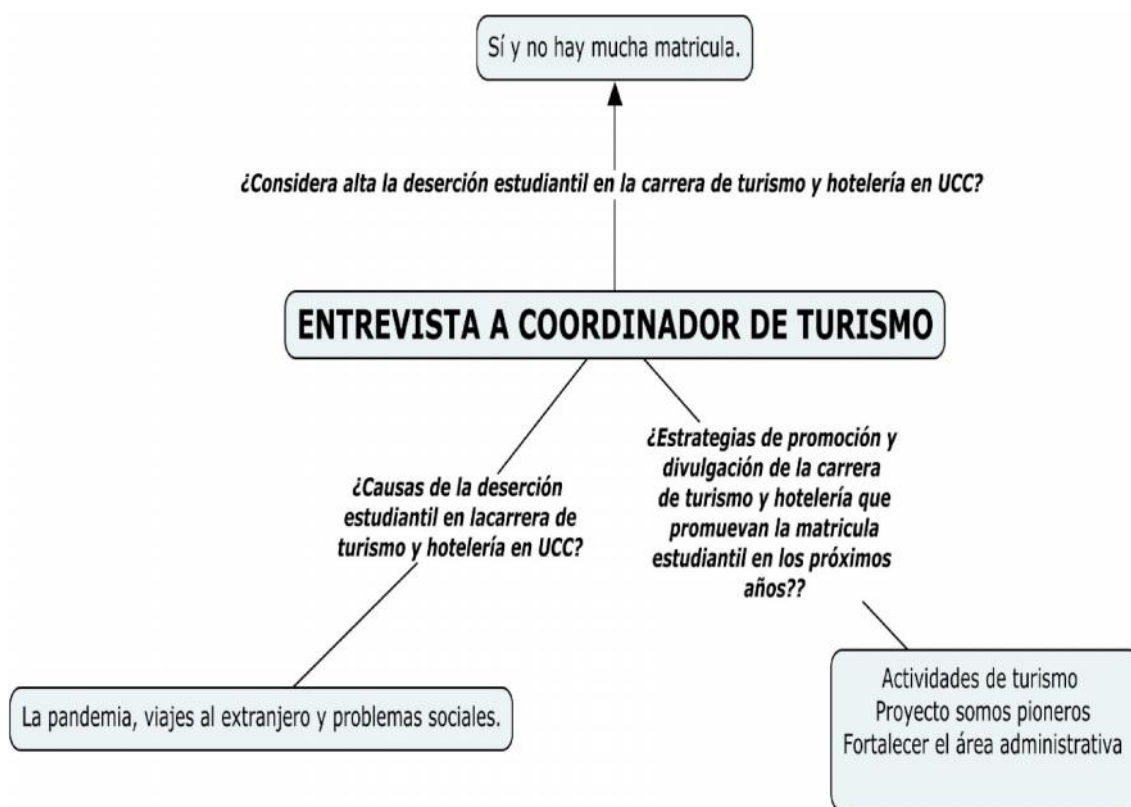 Sí y no hay mucha matricula.
¿Considera alta la deserción estudiantil en la carrera de turismo y hotelería en UCC?
ENTREVISTA A COORDINADOR DE TURISMO
¿Causas de la deserción
estudiantil en lacarrera de
turismo y hotelería en UCC?
¿Estrategias de promoción y
divulgación de la carrera
de turismo y hotelería que
promuevan la matricula
estudiantil en los próximos
años??
La pandemia, viajes al extranjero y problemas sociales.
Actividades de turismo
Proyecto somos pioneros
Fortalecer el área administrativa